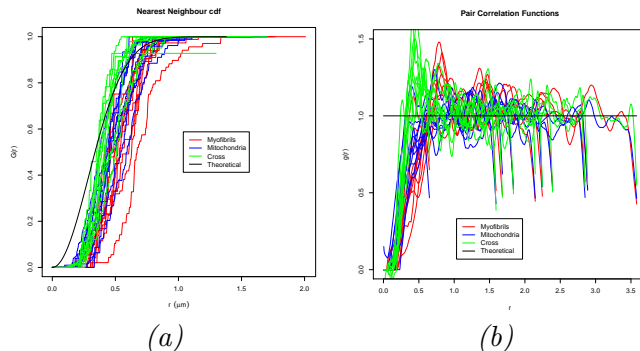 Nearest Neighbour cdf
G(r)
0.0 0.2 0.4 0.6 0.8 1.0
Myofibrils
Mitochondria
Cross
Theoretical
0.0 0.5 1.0 1.5 2.0
r (μm)
(a)
Pair Correlation Functions
g(r)
0.0 0.5 1.0 1.5
Myofibrils
Mitochondria
Cross
Theoretical
0.0 0.5 1.0 1.5 2.0 2.5 3.0 3.5
r
(b)